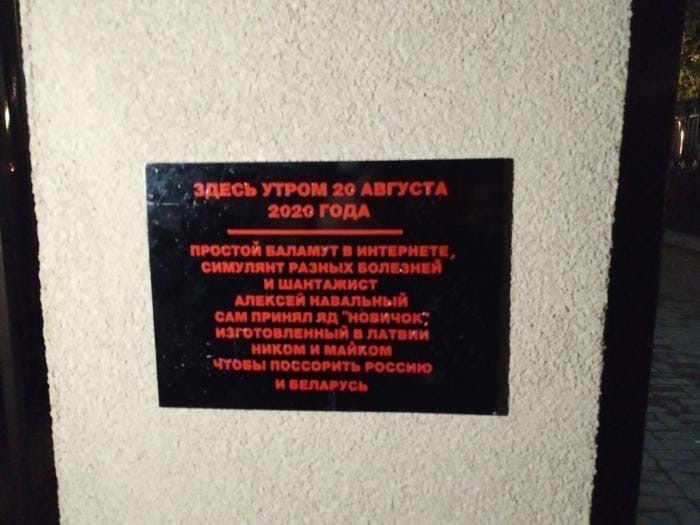 ЗДЕСЬ УТРОМ 20 АВГУСТА
2020 ГОДА
ПРОСТОЙ БАЛАМУТ В ИНТЕРНЕТЕ,
СИМУЛЯНТ РАЗНЫХ БОЛЕЗНЕЙ
И ШАНТАЖИСТ
АЛЕКСЕЙ НАВАЛЬНЫЙ
САМ ПРИНЯЛ ЯД "НОВИЧОК",
ИЗГОТОВЛЕННЫЙ В ЛАТВИИ
НИКОМ И МАЙКОМ
ЧТОБЫ ПОССОРИТЬ РОССИЮ
И БЕЛАРУСЬ